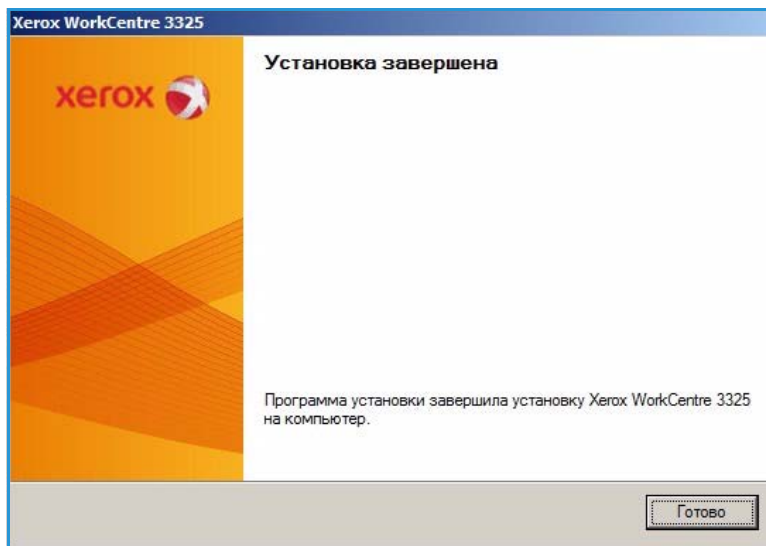 Xerox WorkCentre 3325
xerox
Установка завершена
Программа установки завершила установку Xerox WorkCentre 3325
на компьютер.
Готово